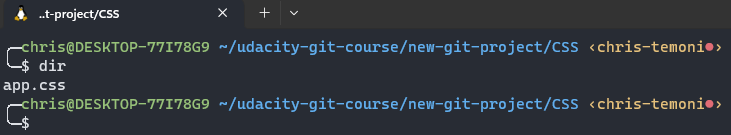 ..t-project/CSS
chris@DESKTOP-77I78G9 ~/udacity-git-course/new-git-project/CSS ‹chris-temoni●›
$ dir
app.css
chris@DESKTOP-77I78G9 ~/udacity-git-course/new-git-project/CSS ‹chris-temoni●›
$